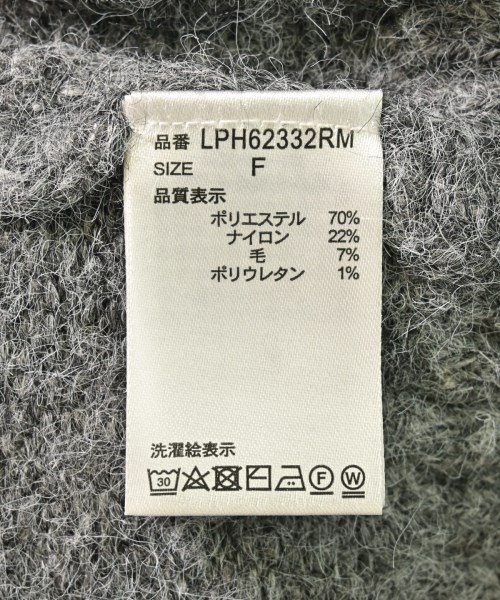 品番 LPH62332RM
SIZE F
品質表示
ポリエステル 70%
ナイロン 22%
毛 7%
ポリウレタン 1%
洗濯絵表示
30 F W